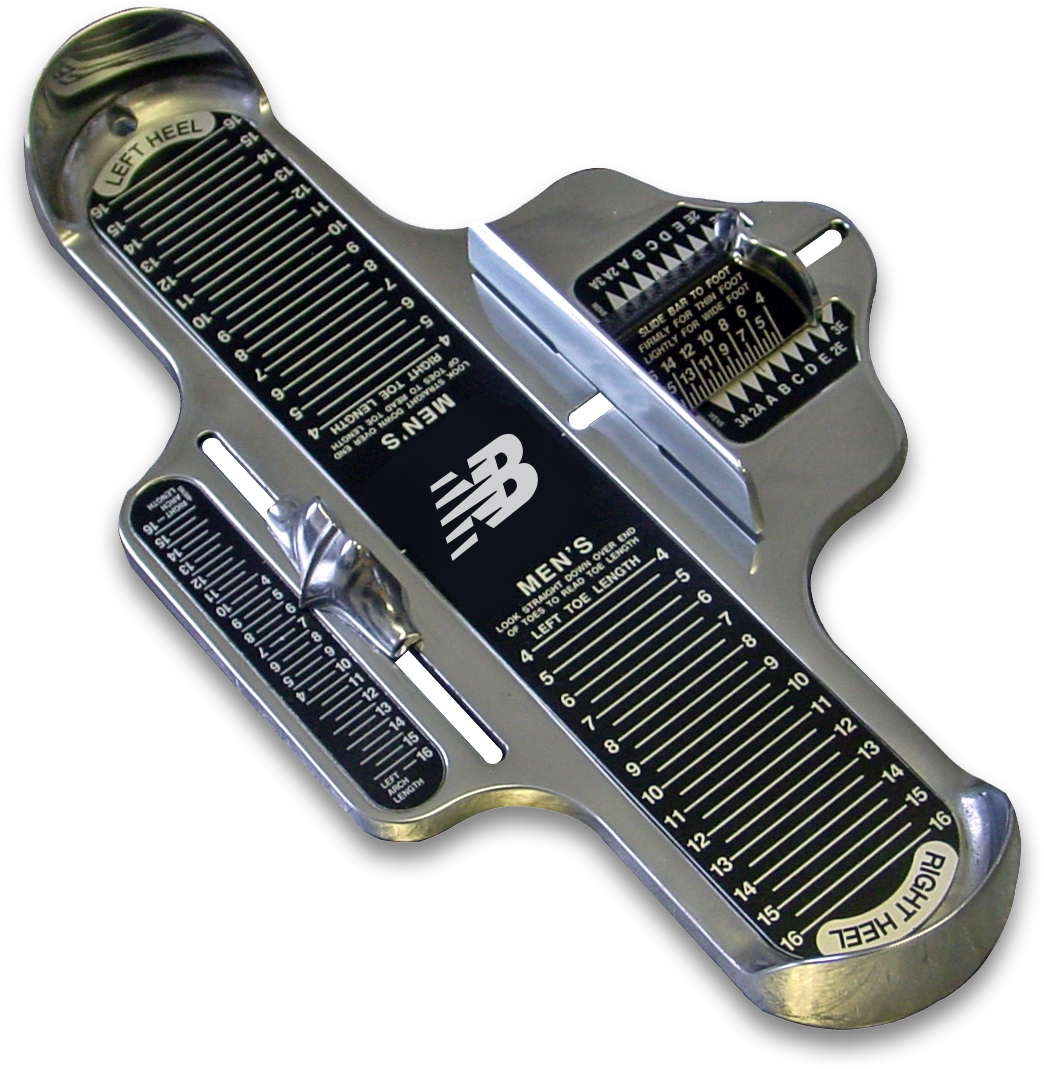 LEFT HEEL
16 16
15 15
14 14
13 13
12 12
11 11
10 10
9 9
8 8
7 7
6 6
5 5
4 4
RIGHT TOE LENGTH
LOOK STRAIGHT DOWN OVER END
OF TOES TO READ TOE LENGTH
MEN'S
NB
MEN'S
LOOK STRAIGHT DOWN OVER END
OF TOES TO READ TOE LENGTH
LEFT TOE LENGTH
4 4
5 5
6 6
7 7
8 8
9 9
10 10
11 11
12 12
13 13
14 14
15 15
16 16
RIGHT HEEL
2E E D C B A 2A 3A
SLIDE BAR TO FOOT
FIRMLY FOR THIN FOOT
LIGHTLY FOR WIDE FOOT
14 12 10 8 6 4
13 11 9 7 5
3A 2A A B C D E 2E 3E
RIGHT
ARCH
LENGTH
16 15 14 13 12 11 10 9 8 7 6 5 4
4 5 6 7 8 9 10 11 12 13 14 15 16
LEFT
ARCH
LENGTH